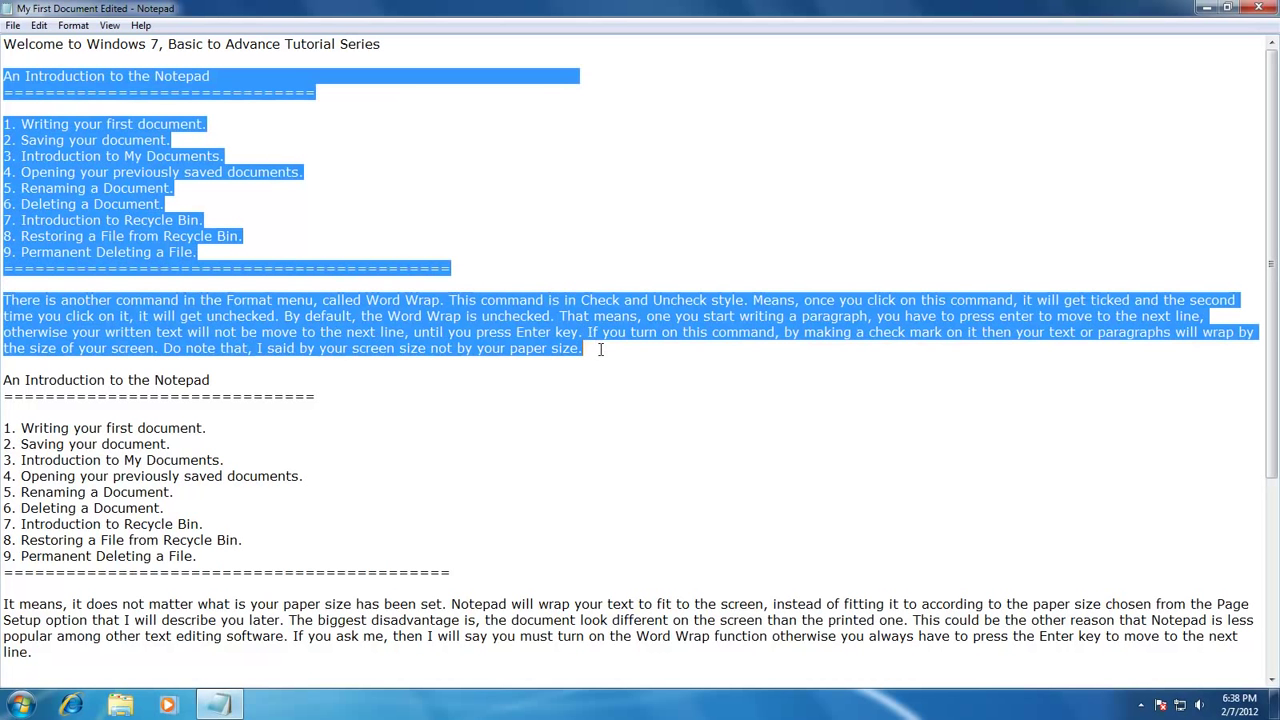 My First Document Edited - Notepad
File Edit Format View Help
Welcome to Windows 7, Basic to Advance Tutorial Series
An Introduction to the Notepad
==============================
1. Writing your first document.
2. Saving your document.
3. Introduction to My Documents.
4. Opening your previously saved documents.
5. Renaming a Document.
6. Deleting a Document.
7. Introduction to Recycle Bin.
8. Restoring a File from Recycle Bin.
9. Permanent Deleting a File.
===========================================
There is another command in the Format menu, called Word Wrap. This command is in Check and Uncheck style. Means, once you click on this command, it will get ticked and the second
time you click on it, it will get unchecked. By default, the Word Wrap is unchecked. That means, one you start writing a paragraph, you have to press enter to move to the next line,
otherwise your written text will not be move to the next line, until you press Enter key. If you turn on this command, by making a check mark on it then your text or paragraphs will wrap by
the size of your screen. Do note that, I said by your screen size not by your paper size.
An Introduction to the Notepad
==============================
1. Writing your first document.
2. Saving your document.
3. Introduction to My Documents.
4. Opening your previously saved documents.
5. Renaming a Document.
6. Deleting a Document.
7. Introduction to Recycle Bin.
8. Restoring a File from Recycle Bin.
9. Permanent Deleting a File.
===========================================
It means, it does not matter what is your paper size has been set. Notepad will wrap your text to fit to the screen, instead of fitting it to according to the paper size chosen from the Page
Setup option that I will describe you later. The biggest disadvantage is, the document look different on the screen than the printed one. This could be the other reason that Notepad is less
popular among other text editing software. If you ask me, then I will say you must turn on the Word Wrap function otherwise you always have to press the Enter key to move to the next
line.
6:38 PM
2/7/2012